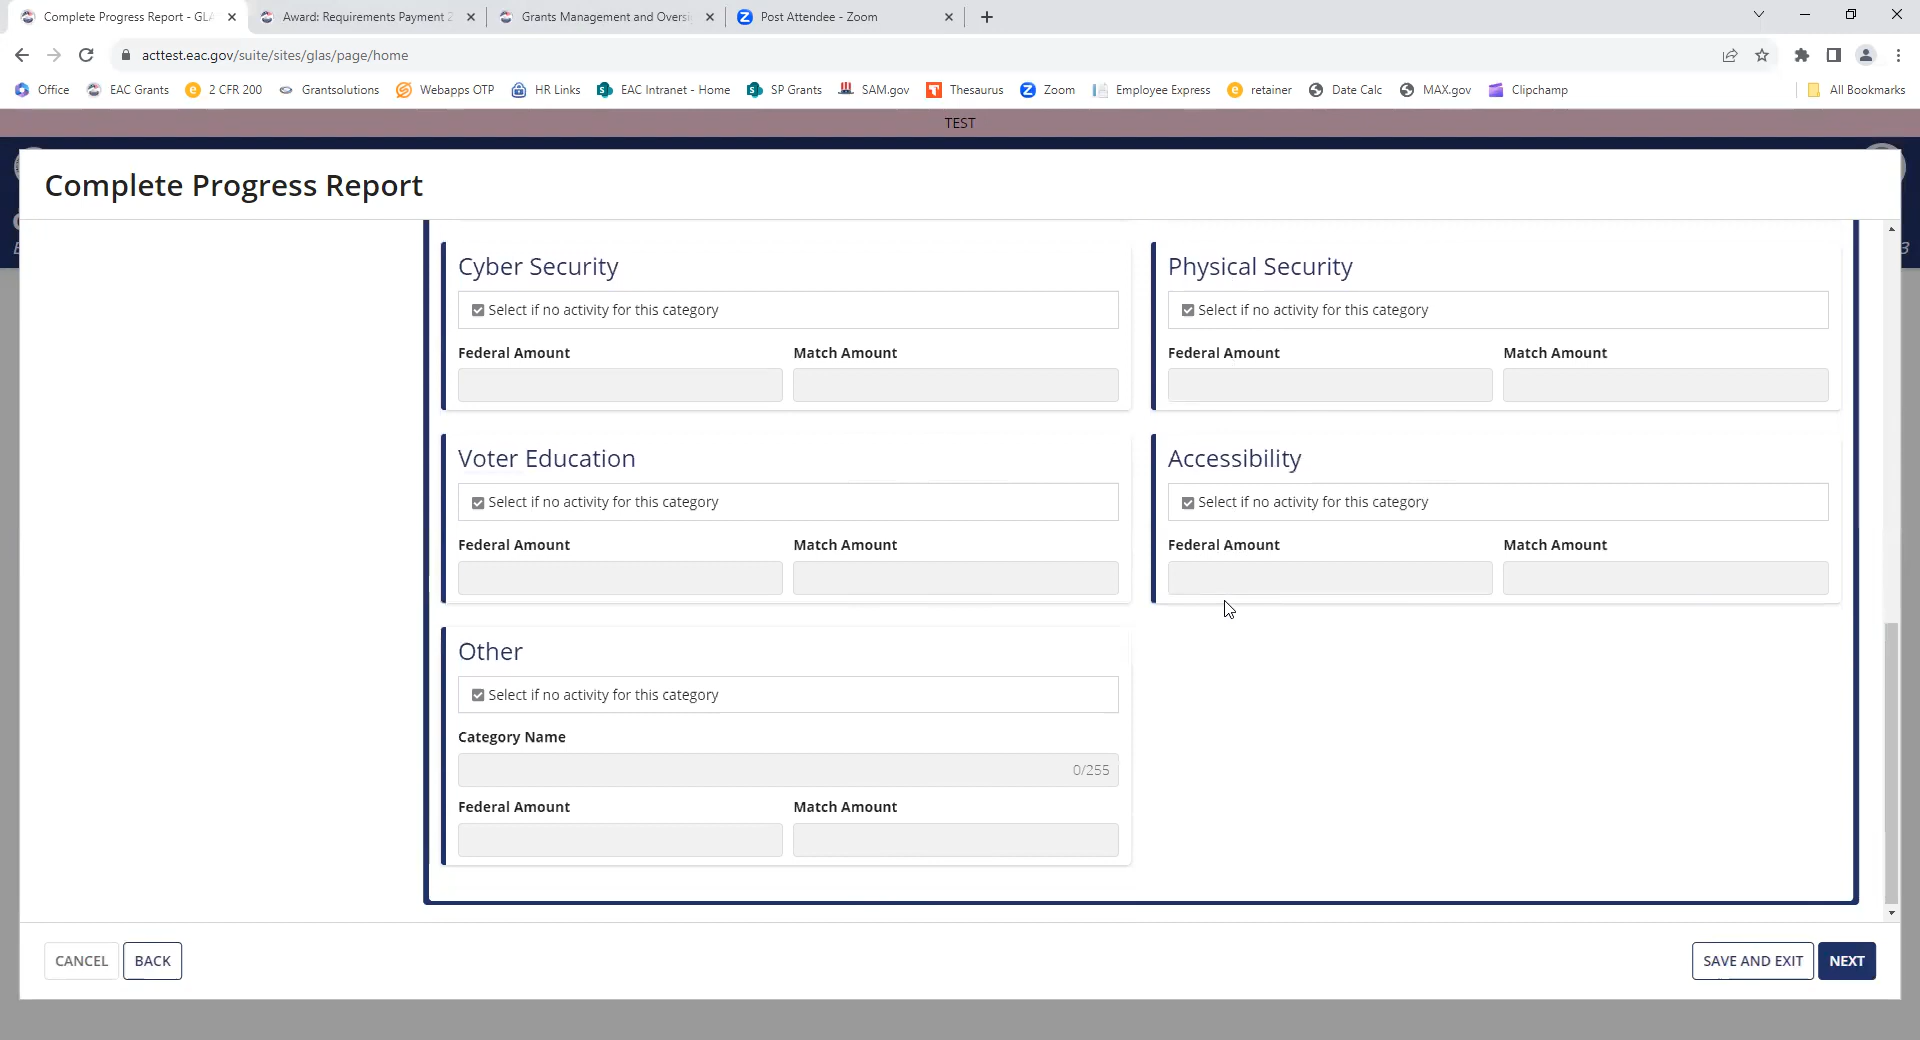 Complete Progress Report - GLA
Award: Requirements Payment 2
Grants Management and Oversi
Post Attendee - Zoom
acttest.eac.gov/suite/sites/glas/page/home
Office EAC Grants 2 CFR 200 Grantsolutions Webapps OTP HR Links EAC Intranet - Home SP Grants SAM.gov Thesaurus Zoom Employee Express retainer Date Calc MAX.gov Clipchamp All Bookmarks
TEST
Complete Progress Report
Cyber Security
Select if no activity for this category
Federal Amount Match Amount
Physical Security
Select if no activity for this category
Federal Amount Match Amount
Voter Education
Select if no activity for this category
Federal Amount Match Amount
Accessibility
Select if no activity for this category
Federal Amount Match Amount
Other
Select if no activity for this category
Category Name
0/255
Federal Amount Match Amount
CANCEL BACK SAVE AND EXIT NEXT